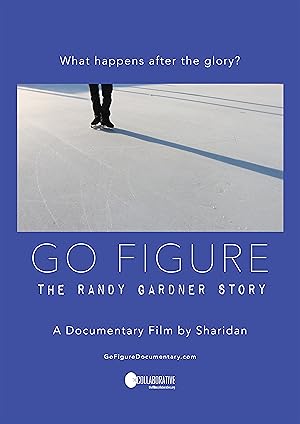 What happens after the glory?
GO FIGURE
THE RANDY GARDNER STORY
A Documentary Film by Sharidan
GoFigureDocumentary.com
COLLABORATIVE